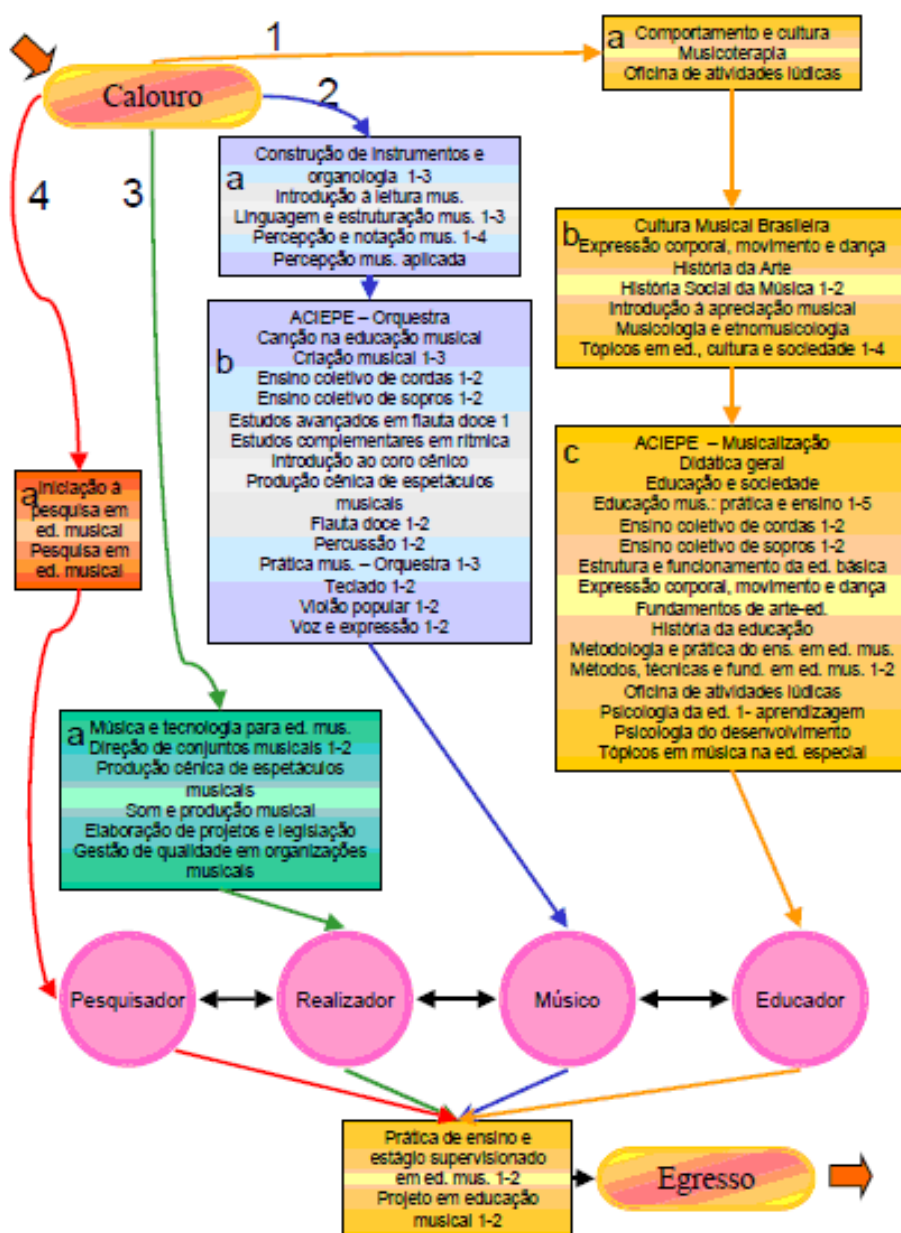 1
a
Comportamento e cultura
Musicoterapia
Oficina de atividades lúdicas
Calouro
2
4
3
a
Construção de instrumentos e
organologia 1-3
Introdução à leitura mus.
Linguagem e estruturação mus. 1-3
Percepção e notação mus. 1-4
Percepção mus. aplicada
b
Cultura Musical Brasileira
Expressão corporal, movimento e dança
História da Arte
História Social da Música 1-2
Introdução à apreciação musical
Musicologia e etnomusicologia
Tópicos em ed., cultura e sociedade 1-4
b
ACIEPE – Orquestra
Canção na educação musical
Criação musical 1-3
Ensino coletivo de cordas 1-2
Ensino coletivo de sopros 1-2
Estudos avançados em flauta doce 1
Estudos complementares em rítmica
Introdução ao coro cênico
Produção cênica de espetáculos
musicais
Flauta doce 1-2
Percussão 1-2
Prática mus. – Orquestra 1-3
Teclado 1-2
Violão popular 1-2
Voz e expressão 1-2
c
ACIEPE – Musicalização
Didática geral
Educação e sociedade
Educação mus.: prática e ensino 1-5
Ensino coletivo de cordas 1-2
Ensino coletivo de sopros 1-2
Estrutura e funcionamento da ed. básica
Expressão corporal, movimento e dança
Fundamentos de arte-ed.
História da educação
Metodologia e prática do ens. em ed. mus.
Métodos, técnicas e fund. em ed. mus. 1-2
Oficina de atividades lúdicas
Psicologia da ed. 1- aprendizagem
Psicologia do desenvolvimento
Tópicos em música na ed. especial
a
Iniciação à
pesquisa em
ed. musical
Pesquisa em
ed. musical
a
Música e tecnologia para ed. mus.
Direção de conjuntos musicais 1-2
Produção cênica de espetáculos
musicais
Som e produção musical
Elaboração de projetos e legislação
Gestão de qualidade em organizações
musicais
Pesquisador
Realizador
Músico
Educador
Prática de ensino e
estágio supervisionado
em ed. mus. 1-2
Projeto em educação
musical 1-2
Egresso